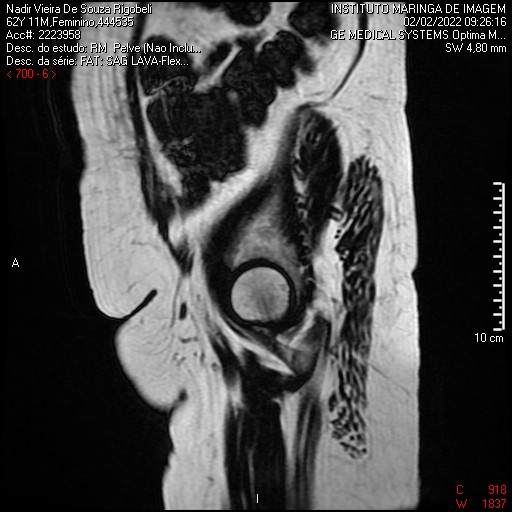 Nadir Vieira De Souza Rigobeli
62Y 11M,Feminino,444535
Acc#: 2223958
Desc. do estudo: RM Pelve (Nao Inclu...
Desc. da série: FAT: SAG LAVA-Flex...
< 700 - 6 >
INSTITUTO MARINGA DE IMAGEM
02/02/2022 09:26:16
GE MEDICAL SYSTEMS Optima M...
SW 4,80 mm
A
10 cm
I
C 918
W 1837